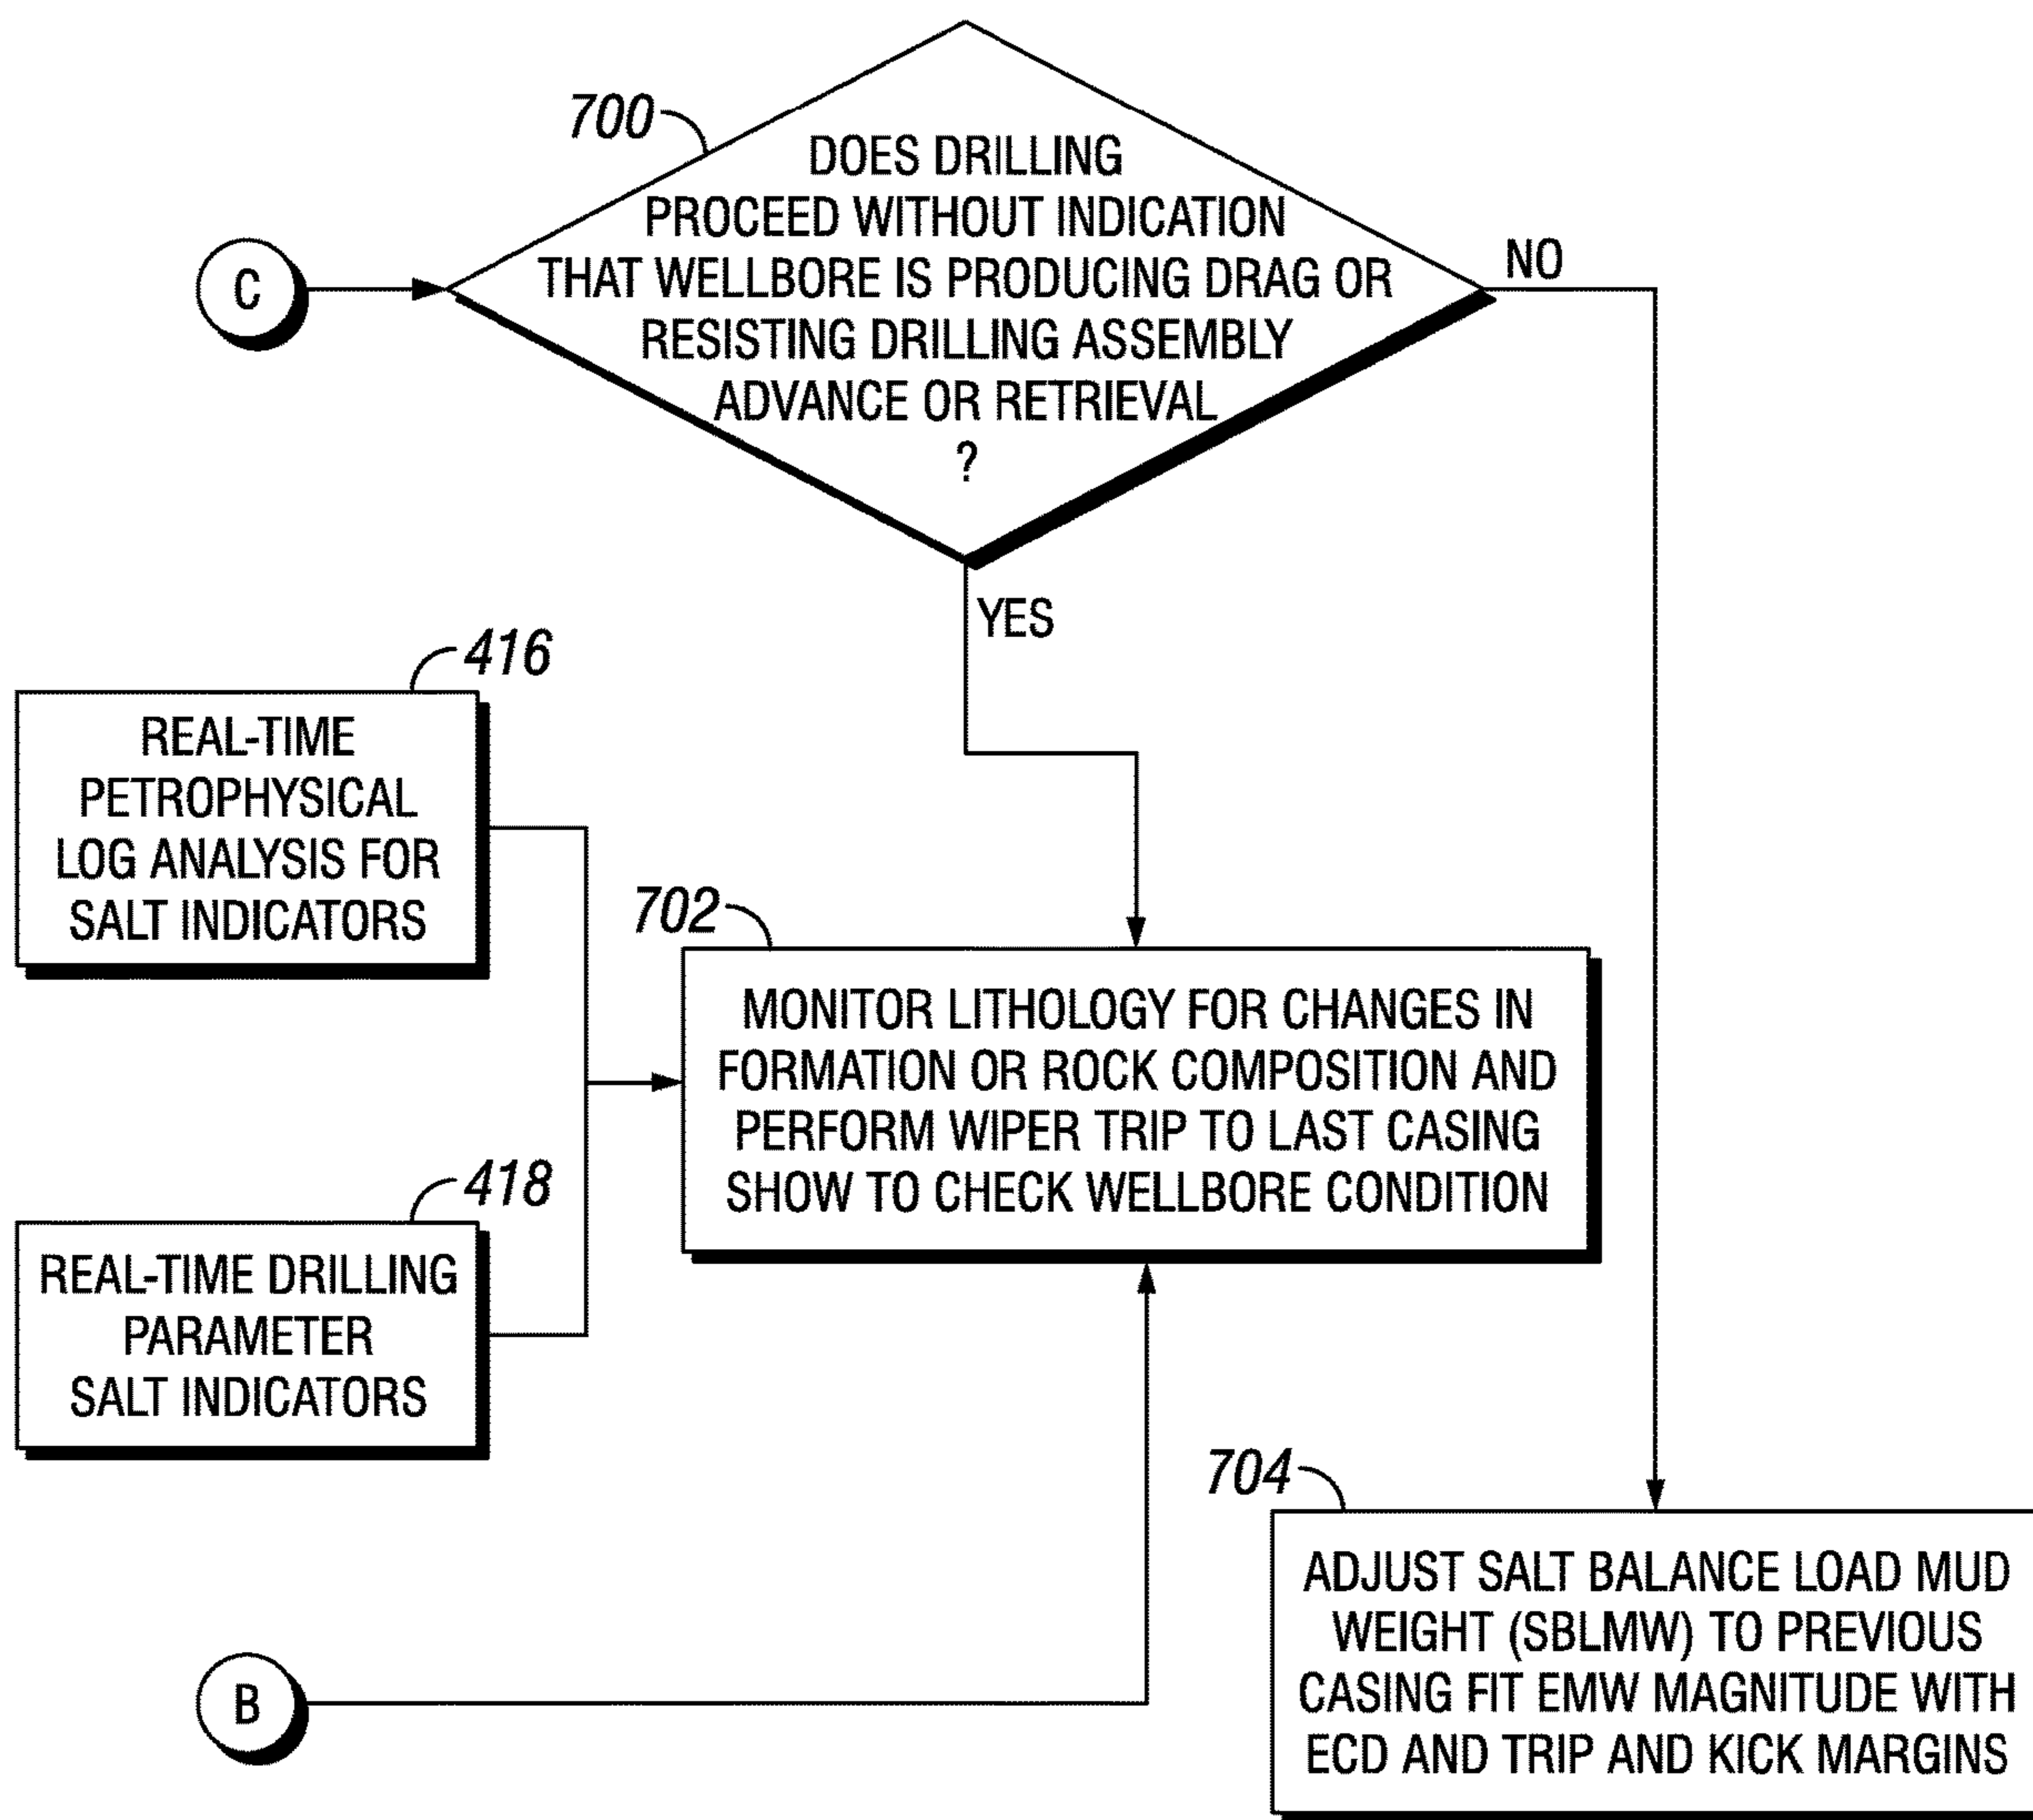 700
DOES DRILLING
PROCEED WITHOUT INDICATION
THAT WELLBORE IS PRODUCING DRAG OR
RESISTING DRILLING ASSEMBLY
ADVANCE OR RETRIEVAL
?
C
NO
YES
416
REAL-TIME
PETROPHYSICAL
LOG ANALYSIS FOR
SALT INDICATORS
702
MONITOR LITHOLOGY FOR CHANGES IN
FORMATION OR ROCK COMPOSITION AND
PERFORM WIPER TRIP TO LAST CASING
SHOW TO CHECK WELLBORE CONDITION
418
REAL-TIME DRILLING
PARAMETER
SALT INDICATORS
704
ADJUST SALT BALANCE LOAD MUD
WEIGHT (SBLMW) TO PREVIOUS
CASING FIT EMW MAGNITUDE WITH
ECD AND TRIP AND KICK MARGINS
B